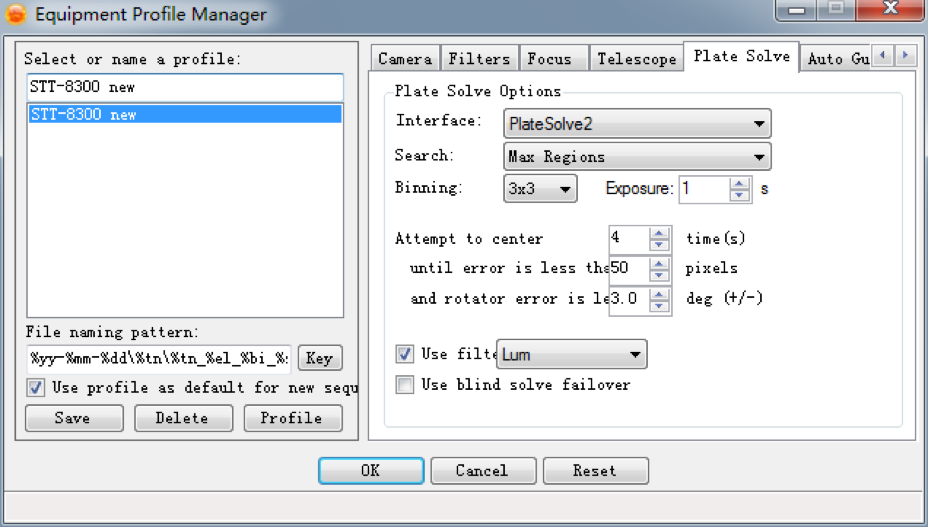 Equipment Profile Manager
Select or name a profile:
STT-8300 new
STT-8300 new
File naming pattern:
%yy-%mm-%dd\%tn\%tn_%el_%bi_%:
Key
Use profile as default for new sequ
Save Delete Profile
Camera Filters Focus Telescope Plate Solve Auto Gu
Plate Solve Options
Interface: PlateSolve2
Search: Max Regions
Binning: 3x3 Exposure: 1 s
Attempt to center 4 time(s)
until error is less tha 50 pixels
and rotator error is le 3.0 deg (+/-)
Use filte Lum
Use blind solve failover
OK Cancel Reset